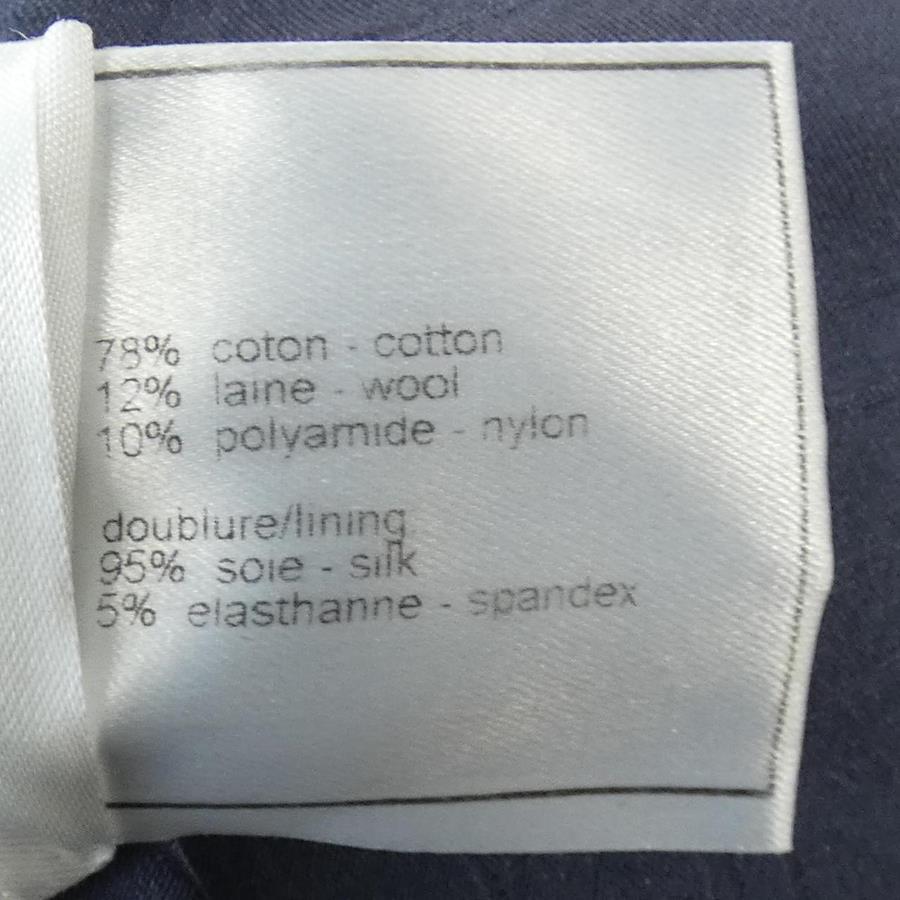 78% coton - cotton
12% laine - wool
10% polyamide - nylon
doublure/lining
95% soie - silk
5% elasthanne - spandex